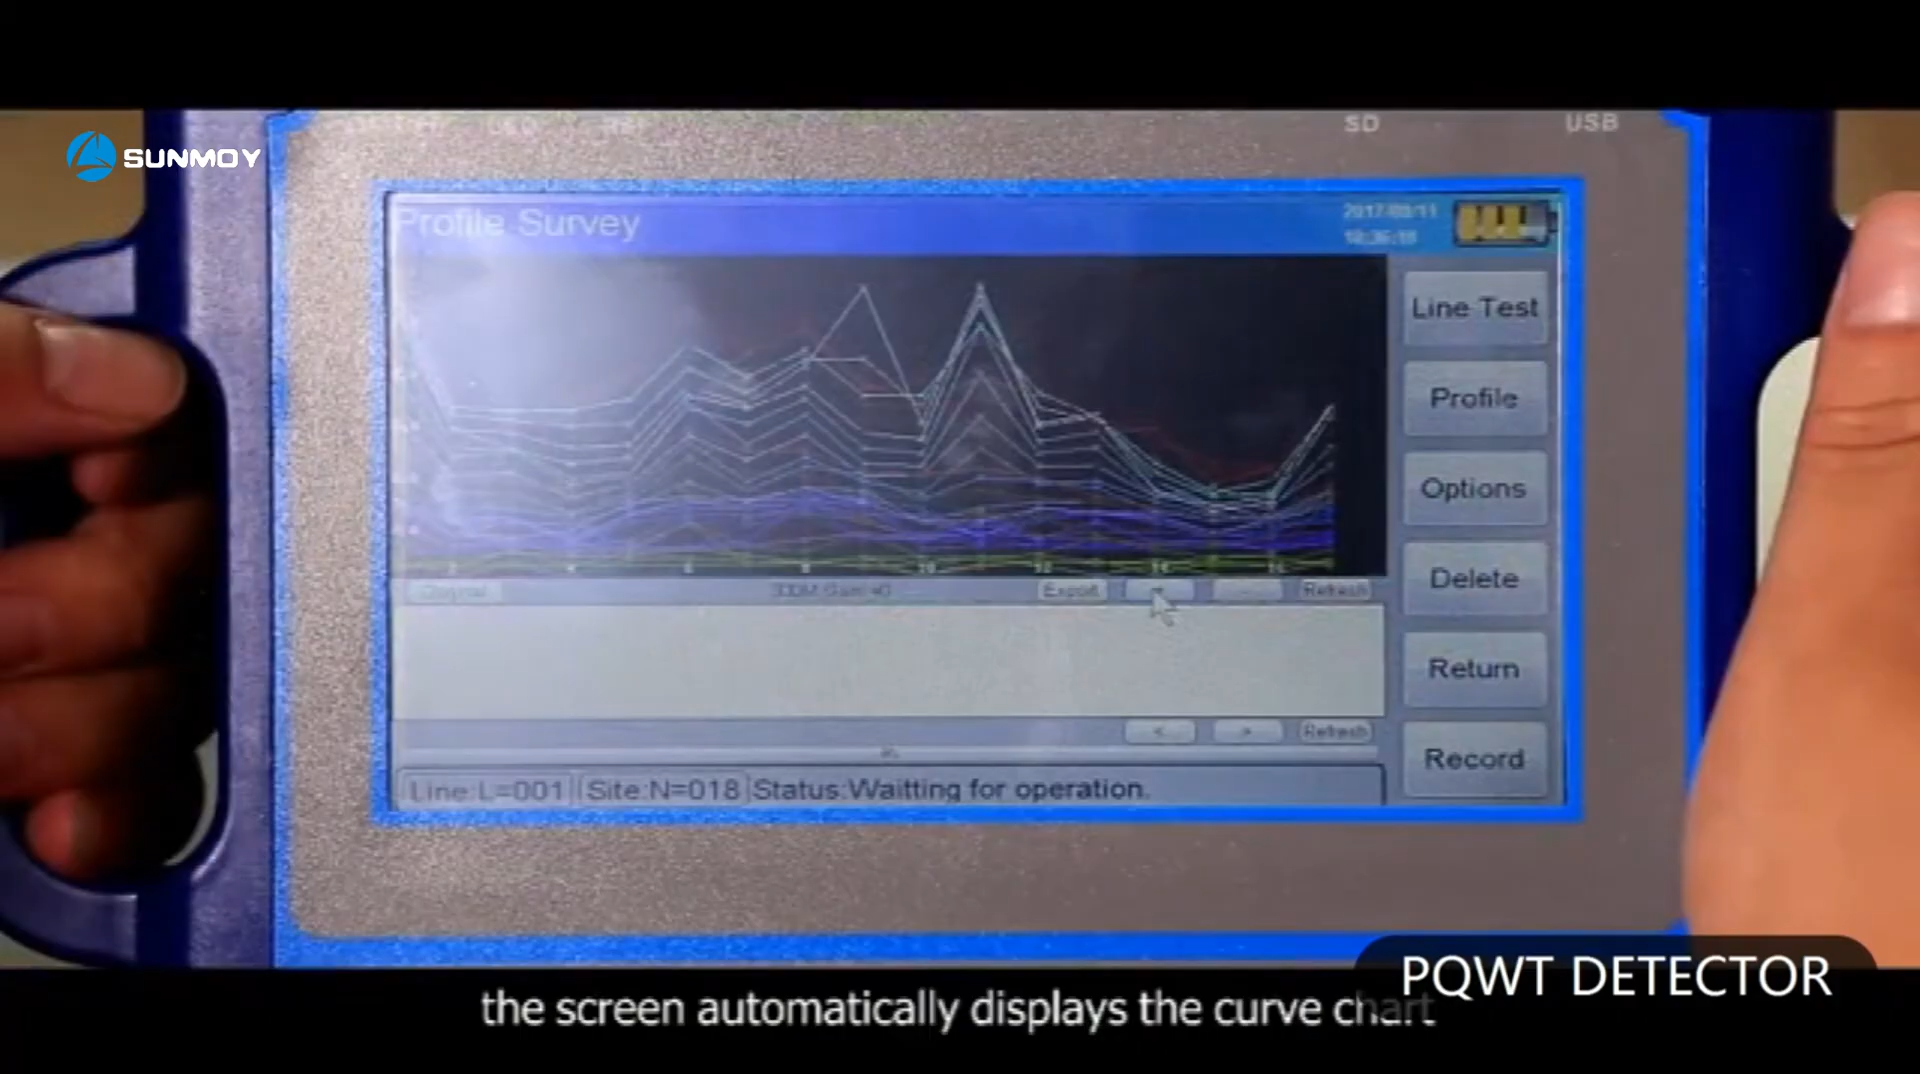 SUNMOY
SD
USB
Profile Survey
Line Test
Profile
Options
Delete
Return
Record
Export
Refresh
<
>
Refresh
Line:L=001
Site:N=018
Status:Waitting for operation.
PQWT DETECTOR
the screen automatically displays the curve chart